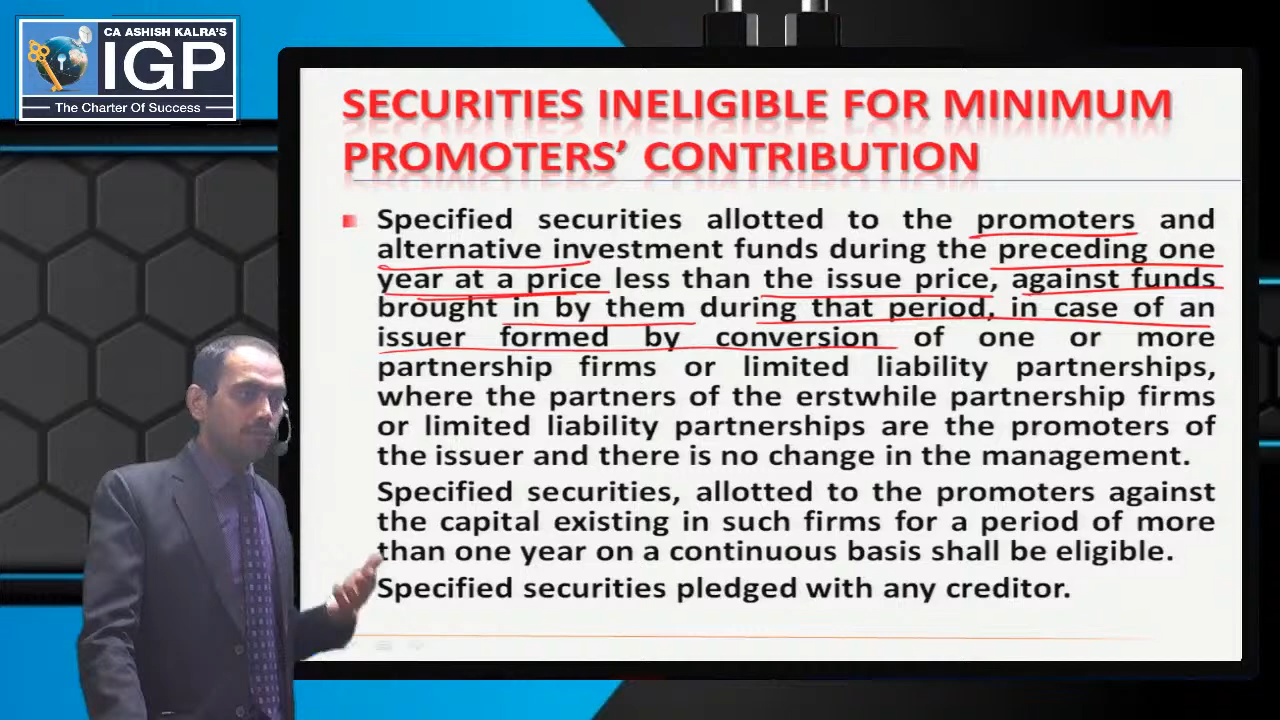 CA ASHISH KALRA'S
IGP
The Charter Of Success
SECURITIES INELIGIBLE FOR MINIMUM
PROMOTERS’ CONTRIBUTION
Specified securities allotted to the promoters and
alternative investment funds during the preceding one
year at a price less than the issue price, against funds
brought in by them during that period, in case of an
issuer formed by conversion of one or more
partnership firms or limited liability partnerships,
where the partners of the erstwhile partnership firms
or limited liability partnerships are the promoters of
the issuer and there is no change in the management.
Specified securities, allotted to the promoters against
the capital existing in such firms for a period of more
than one year on a continuous basis shall be eligible.
Specified securities pledged with any creditor.